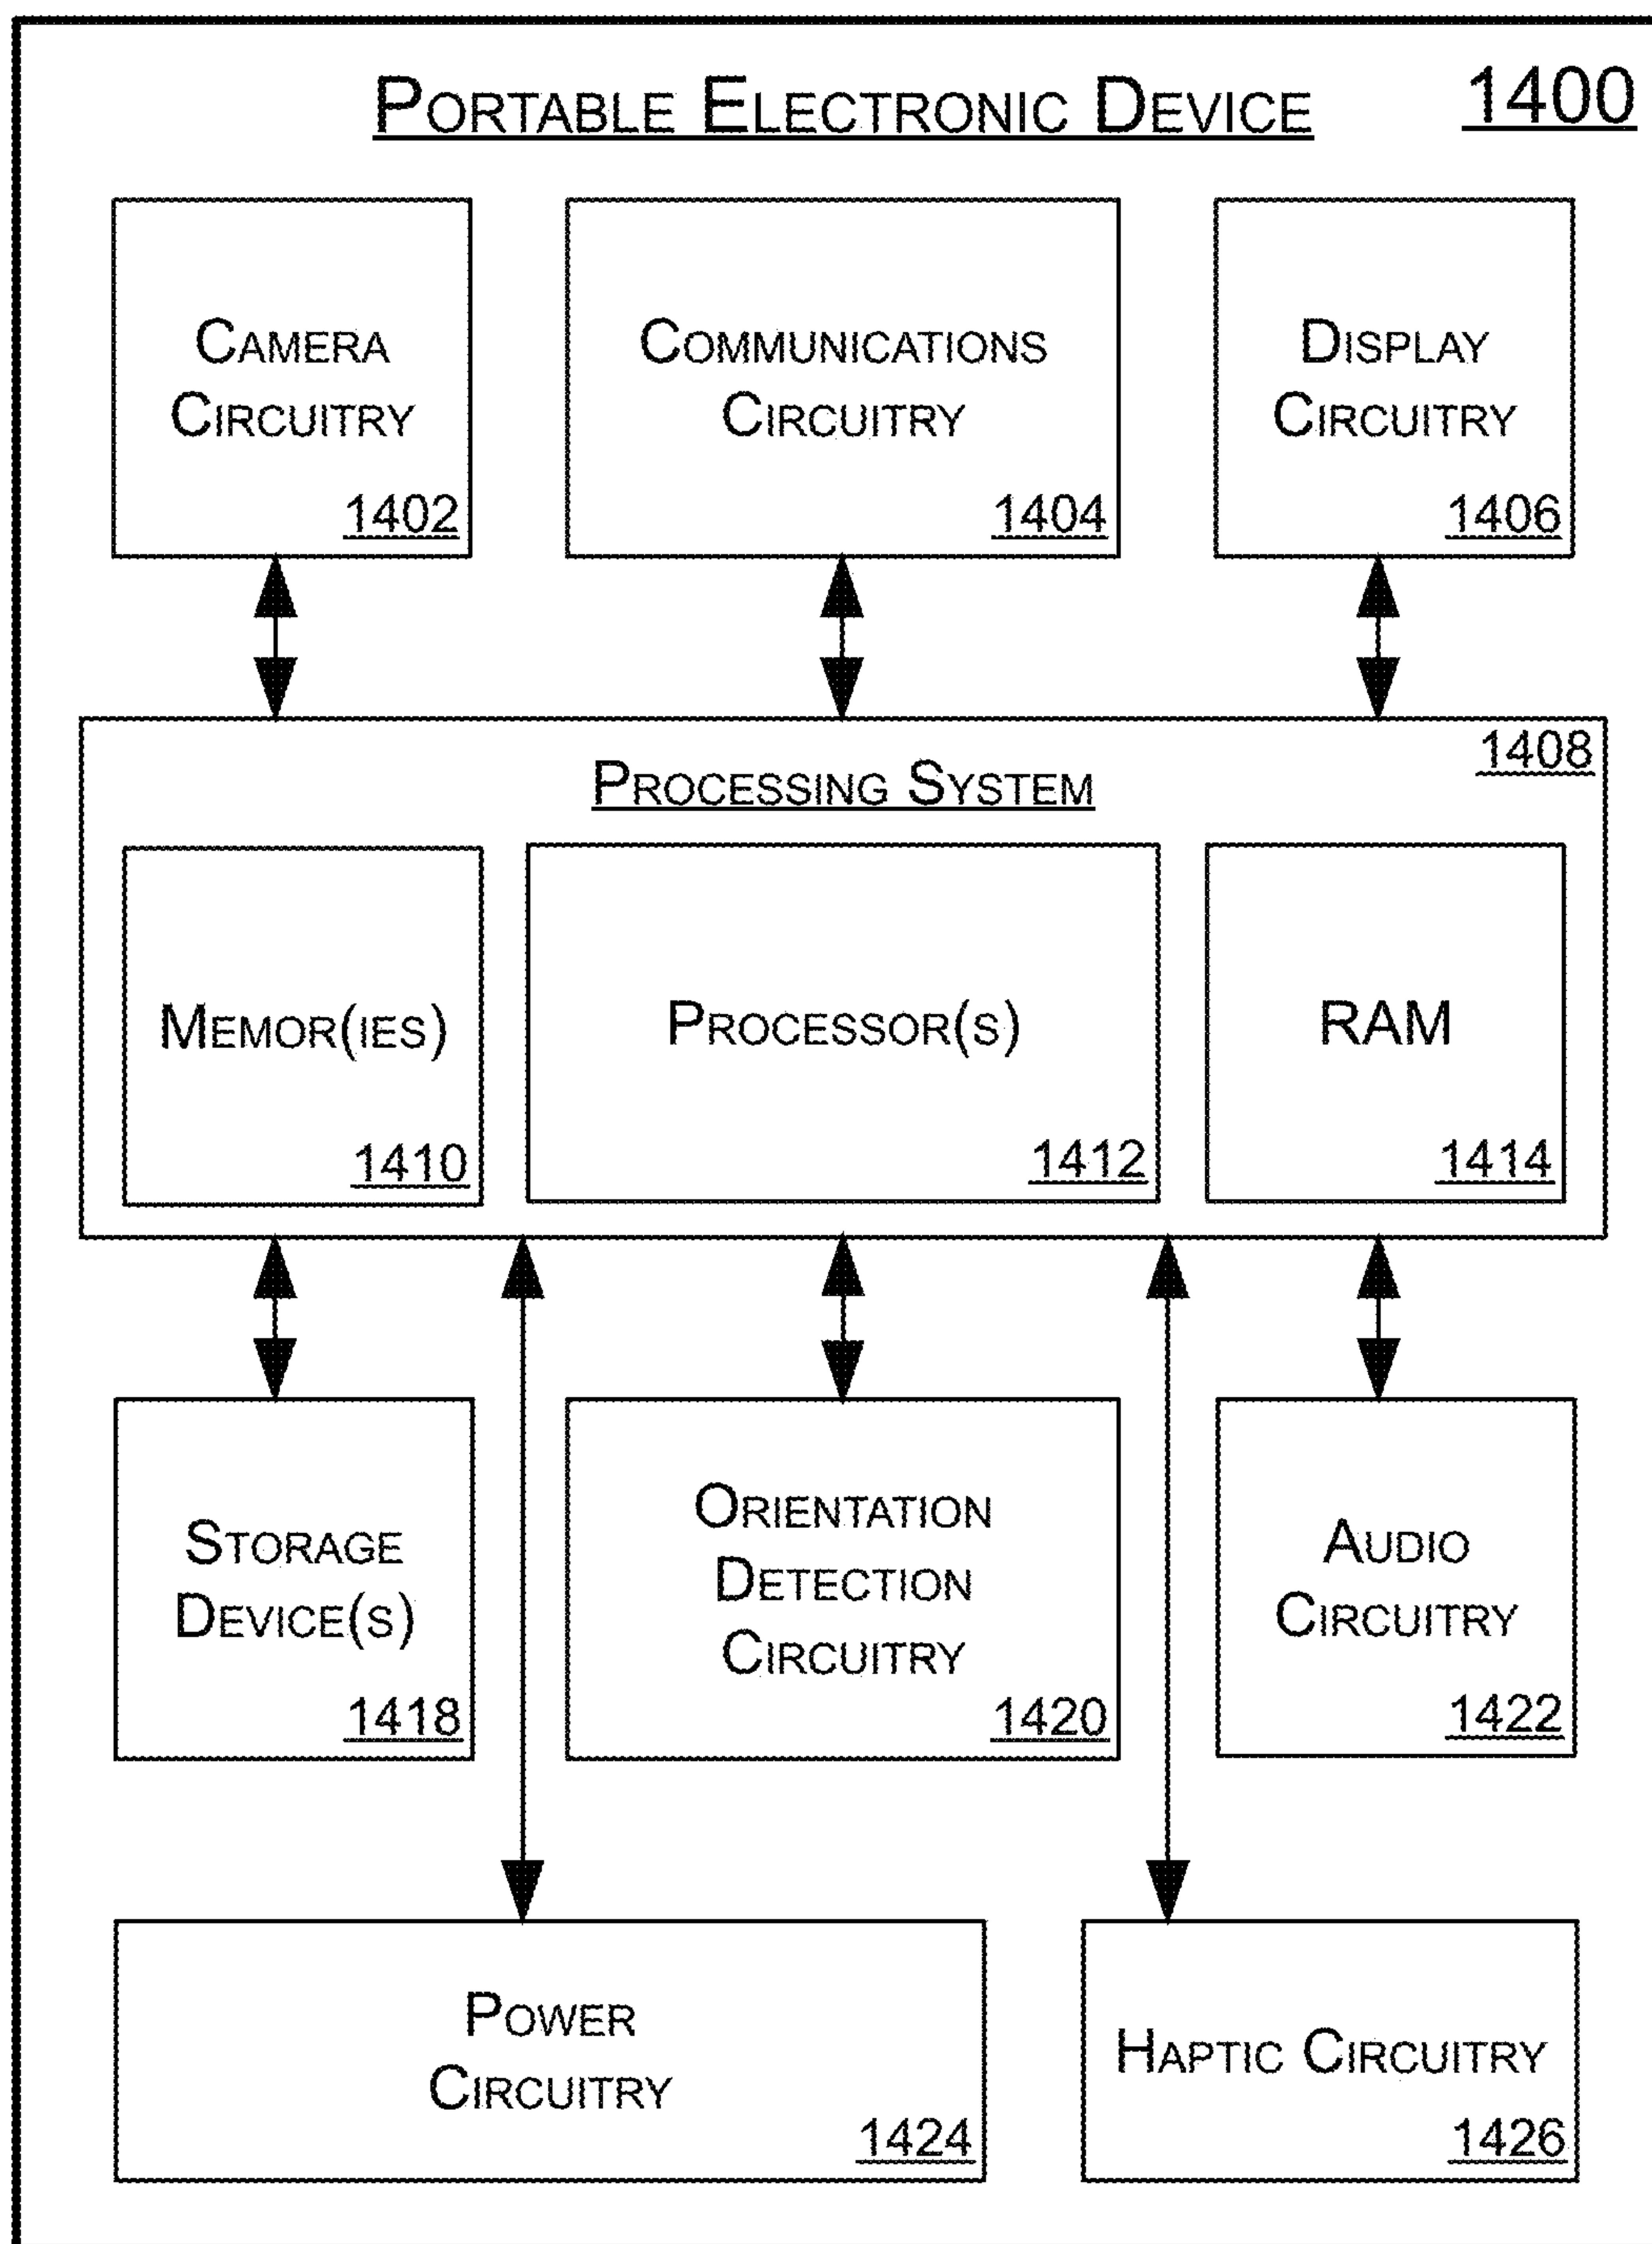 PORTABLE ELECTRONIC DEVICE 1400
CAMERA
CIRCUITRY
1402
COMMUNICATIONS
CIRCUITRY
1404
DISPLAY
CIRCUITRY
1406
1408
PROCESSING SYSTEM
MEMOR(IES)
1410
PROCESSOR(S)
1412
RAM
1414
STORAGE
DEVICE(S)
1418
ORIENTATION
DETECTION
CIRCUITRY
1420
AUDIO
CIRCUITRY
1422
POWER
CIRCUITRY
1424
HAPTIC CIRCUITRY
1426